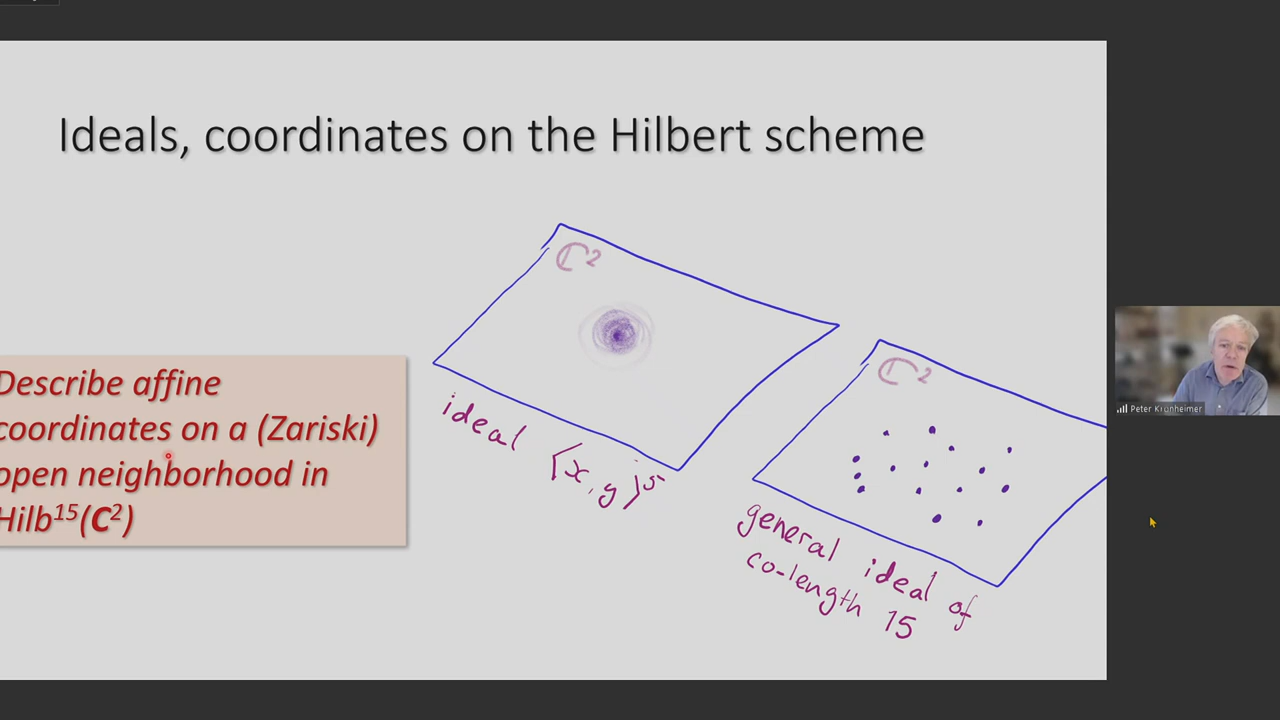 Ideals, coordinates on the Hilbert scheme
ℂ²
ideal ⟨x, y⟩⁵
ℂ²
general ideal of
co-length 15
Describe affine
coordinates on a (Zariski)
open neighborhood in
Hilb¹⁵(C²)
Peter Kronheimer